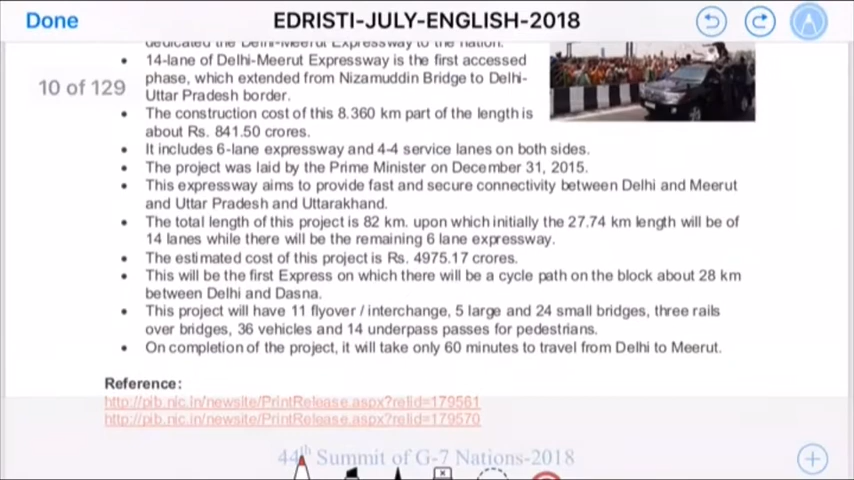 Done
EDRISTI-JULY-ENGLISH-2018
10 of 129
dedicated the Delhi-Meerut Expressway to the nation.
• 14-lane of Delhi-Meerut Expressway is the first accessed
phase, which extended from Nizamuddin Bridge to Delhi-
Uttar Pradesh border.
• The construction cost of this 8.360 km part of the length is
about Rs. 841.50 crores.
• It includes 6-lane expressway and 4-4 service lanes on both sides.
• The project was laid by the Prime Minister on December 31, 2015.
• This expressway aims to provide fast and secure connectivity between Delhi and Meerut
and Uttar Pradesh and Uttarakhand.
• The total length of this project is 82 km. upon which initially the 27.74 km length will be of
14 lanes while there will be the remaining 6 lane expressway.
• The estimated cost of this project is Rs. 4975.17 crores.
• This will be the first Express on which there will be a cycle path on the block about 28 km
between Delhi and Dasna.
• This project will have 11 flyover / interchange, 5 large and 24 small bridges, three rails
over bridges, 36 vehicles and 14 underpass passes for pedestrians.
• On completion of the project, it will take only 60 minutes to travel from Delhi to Meerut.
Reference:
http://pib.nic.in/newsite/PrintRelease.aspx?relid=179561
http://pib.nic.in/newsite/PrintRelease.aspx?relid=179570
44th Summit of G-7 Nations-2018